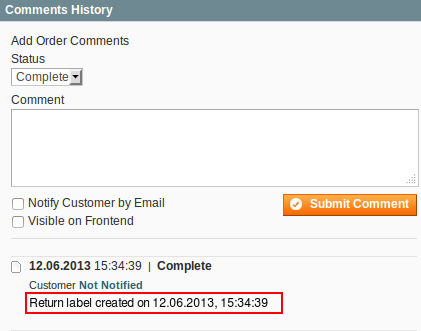 Comments History
Add Order Comments
Status
Complete
Comment
Notify Customer by Email
Submit Comment
Visible on Frontend
12.06.2013 15:34:39 | Complete
Customer Not Notified
Return label created on 12.06.2013, 15:34:39